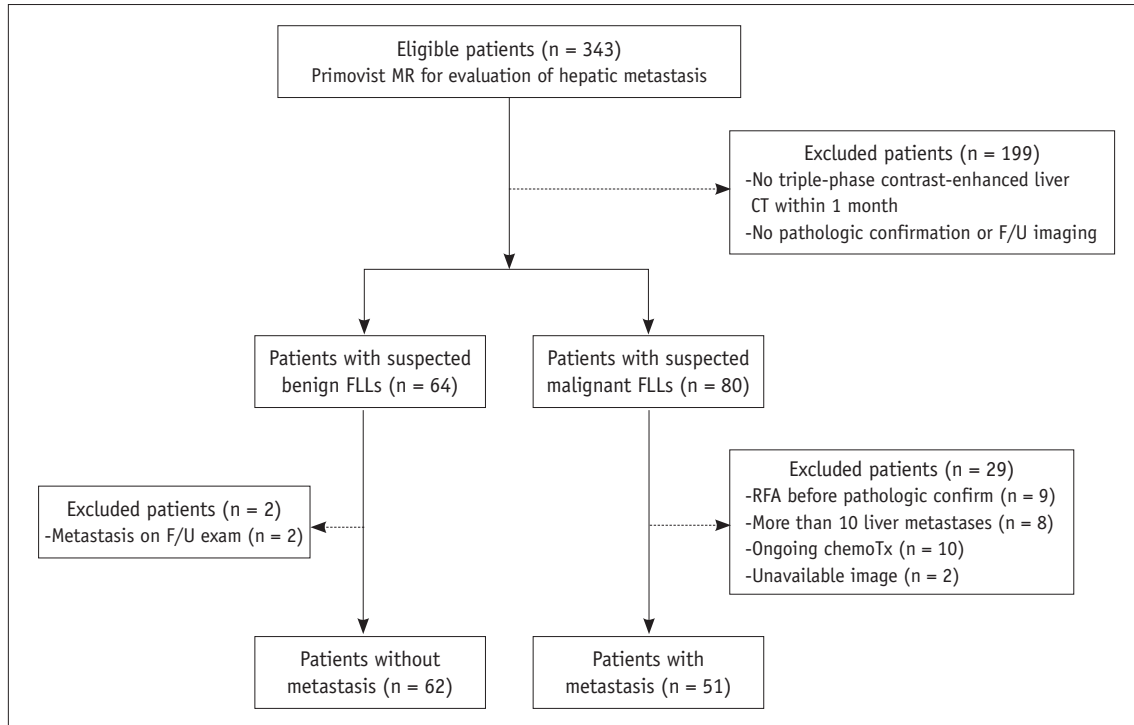 Eligible patients (n = 343)
Primovist MR for evaluation of hepatic metastasis
Excluded patients (n = 199)
-No triple-phase contrast-enhanced liver
CT within 1 month
-No pathologic confirmation or F/U imaging
Patients with suspected
benign FLLs (n = 64)
Patients with suspected
malignant FLLs (n = 80)
Excluded patients (n = 2)
-Metastasis on F/U exam (n = 2)
Excluded patients (n = 29)
-RFA before pathologic confirm (n = 9)
-More than 10 liver metastases (n = 8)
-Ongoing chemoTx (n = 10)
-Unavailable image (n = 2)
Patients without
metastasis (n = 62)
Patients with
metastasis (n = 51)